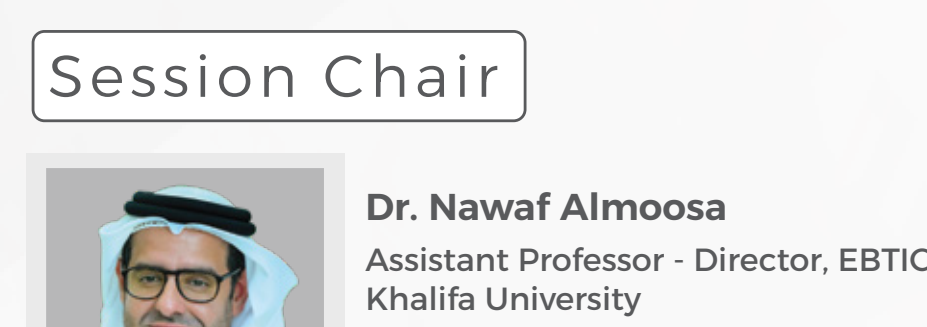 Session Chair
Dr. Nawaf Almoosa
Assistant Professor - Director, EBTIC
Khalifa University